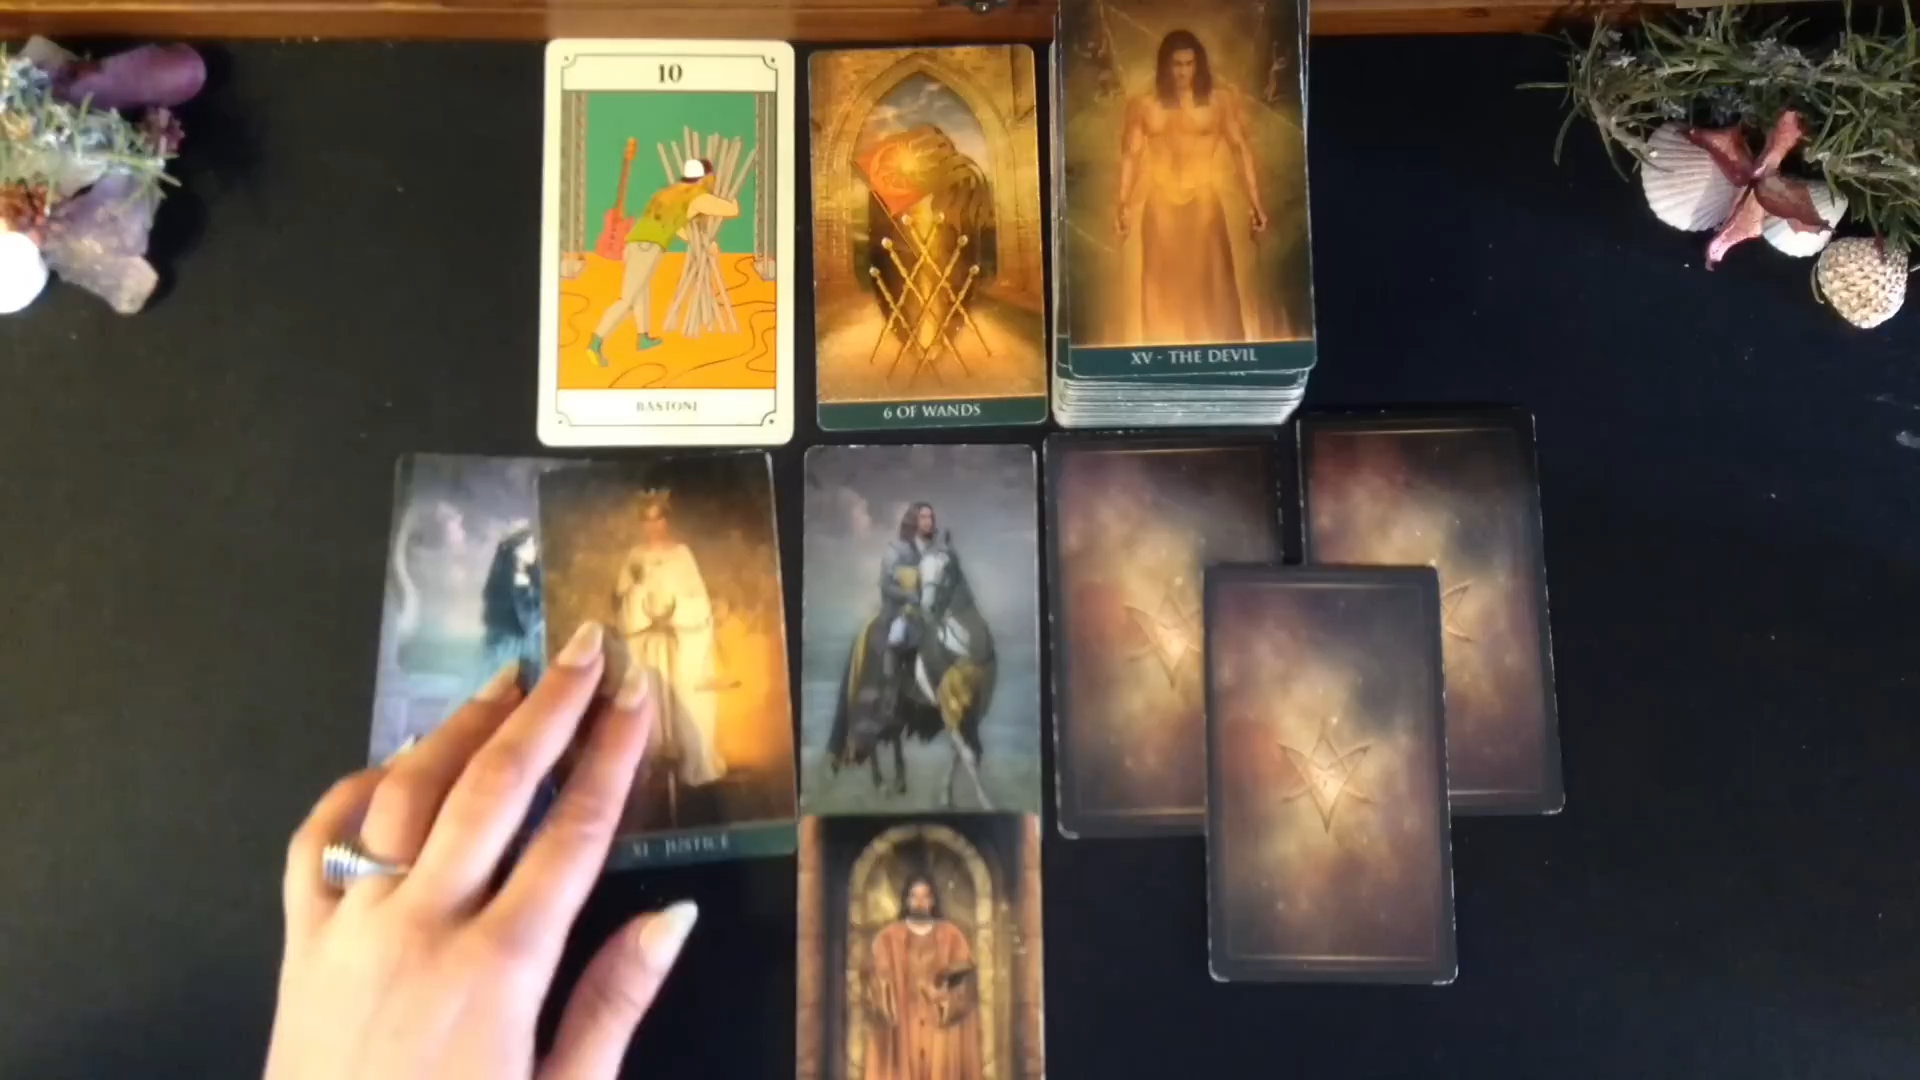 10
BASTONI
6 OF WANDS
XV - THE DEVIL
XI - JUSTICE